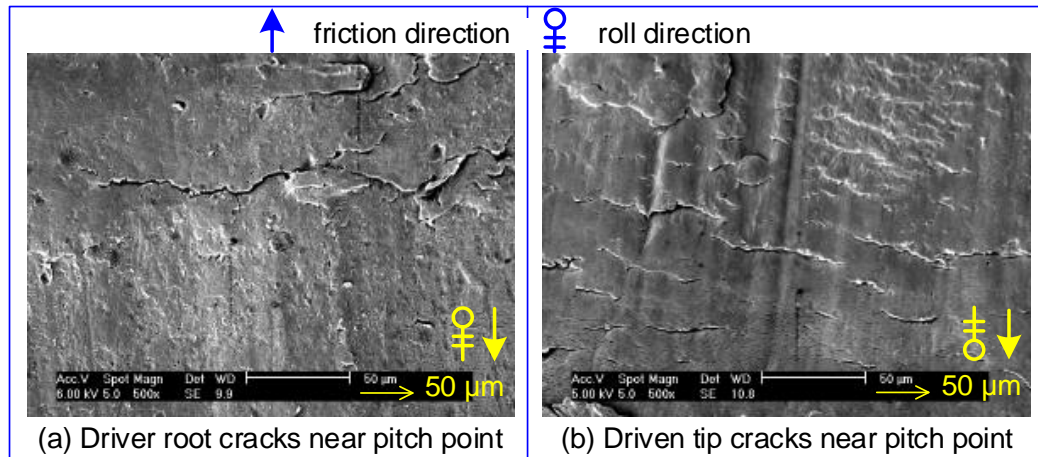 friction direction
roll direction
Acc.V Spot Magn Det WD 50 µm
6.00 kV 5.0 500x SE 9.9 50 µm
Acc.V Spot Magn Det WD 50 µm
5.00 kV 5.0 500x SE 10.8 50 µm
(a) Driver root cracks near pitch point
(b) Driven tip cracks near pitch point